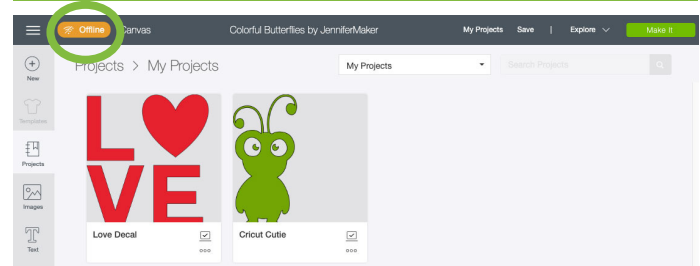 Offline Canvas Colorful Butterflies by JenniferMaker My Projects Save | Explore Make It
New
Templates
Projects
Images
Text
Projects > My Projects My Projects Search Projects
LOVE
Love Decal Cricut Cutie